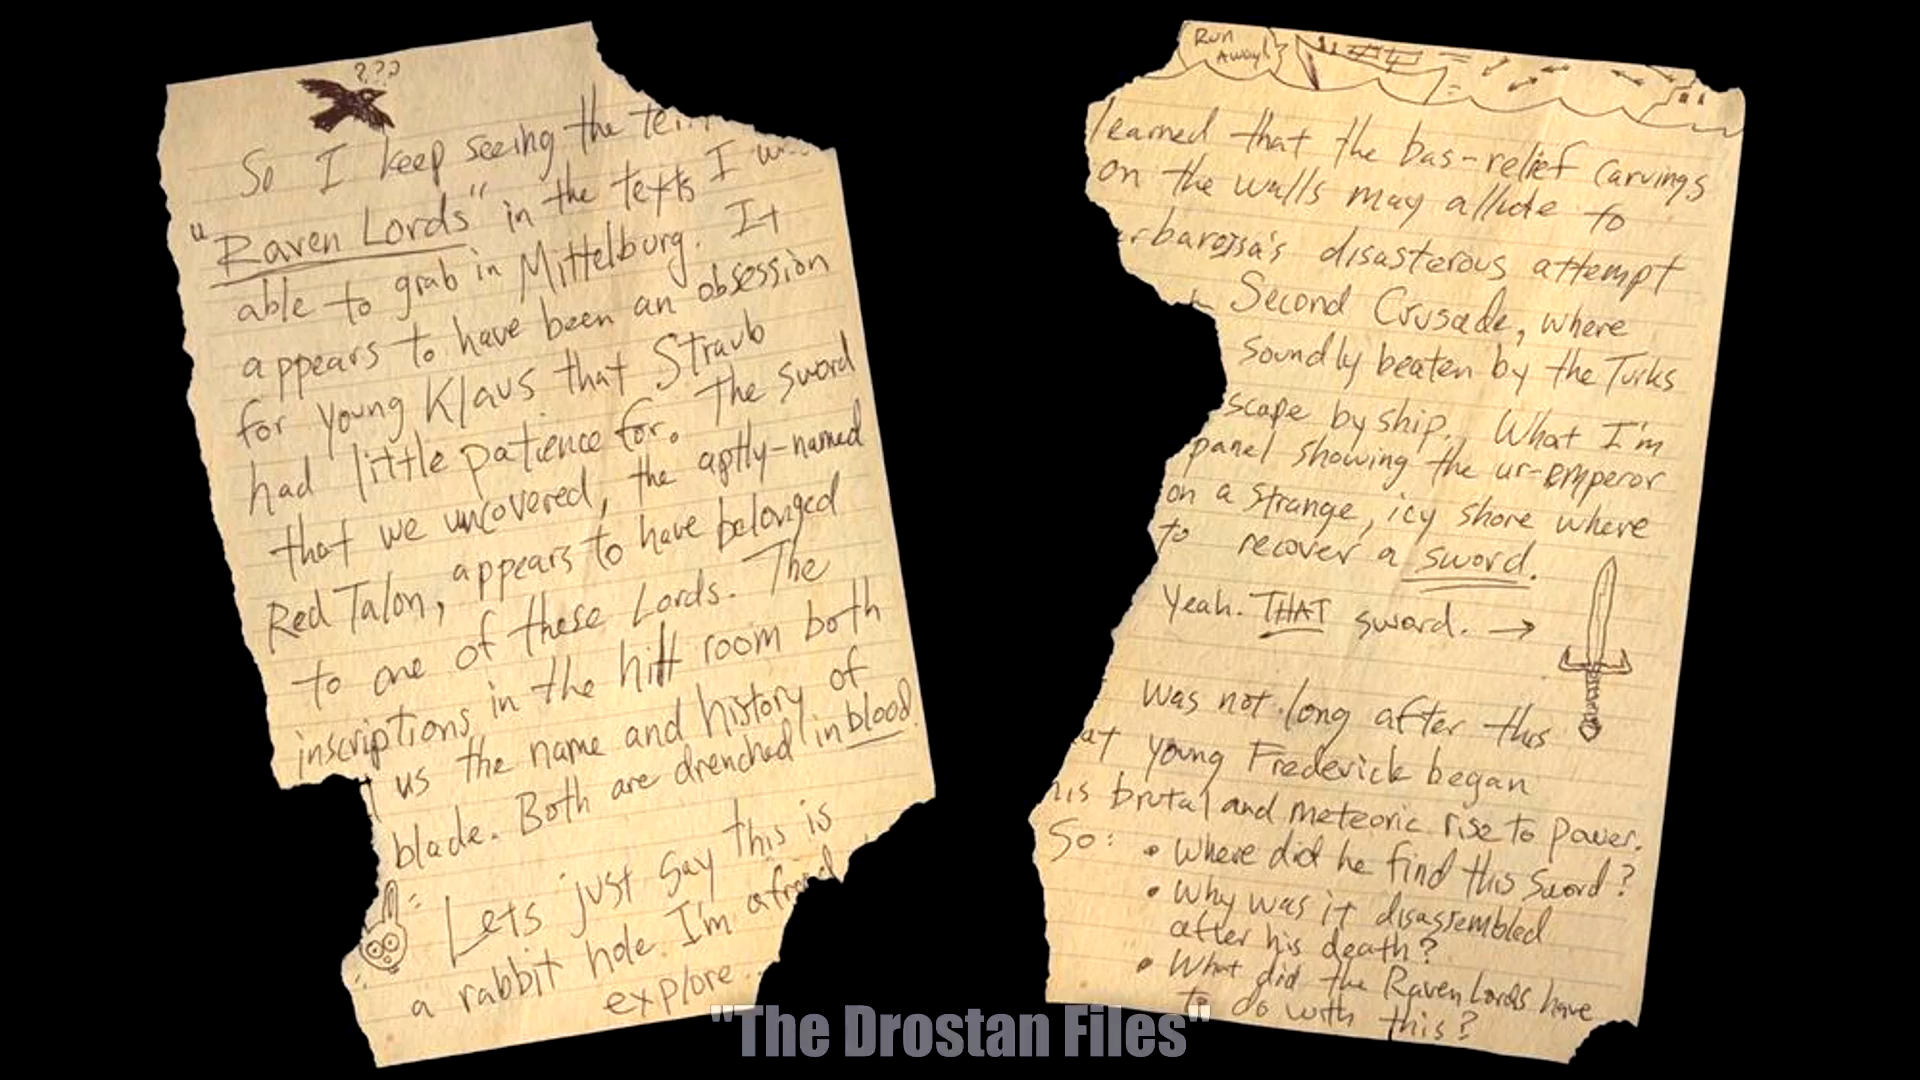 ???
So I keep seeing the
"Raven Lords" in the texts I
able to grab in Mittelburg. It
appears to have been an obsession
for young Klaus that Straub
had little patience for. The sword
that we uncovered, the aptly-named
Red Talon, appears to have belonged
to one of these Lords. The
inscriptions in the hilt room both
us the name and history of
blade. Both are drenched in blood.
Lets just say this is
a rabbit hole. I'm afraid
explore...
Run
Away!
learned that the bas-relief carvings
on the walls may allude to
rbarossa's disasterous attempt
Second Crusade, where
soundly beaten by the Turks
scape by ship. What I'm
panel showing the ur-emperor
on a strange, icy shore where
to recover a sword.
Yeah. THAT sword. →
was not long after this
at young Frederick began
his brutal and meteoric rise to power.
So: • Where did he find this sword?
• Why was it disassembled
after his death?
• What did the Raven Lords have
to do with this?
"The Drostan Files"